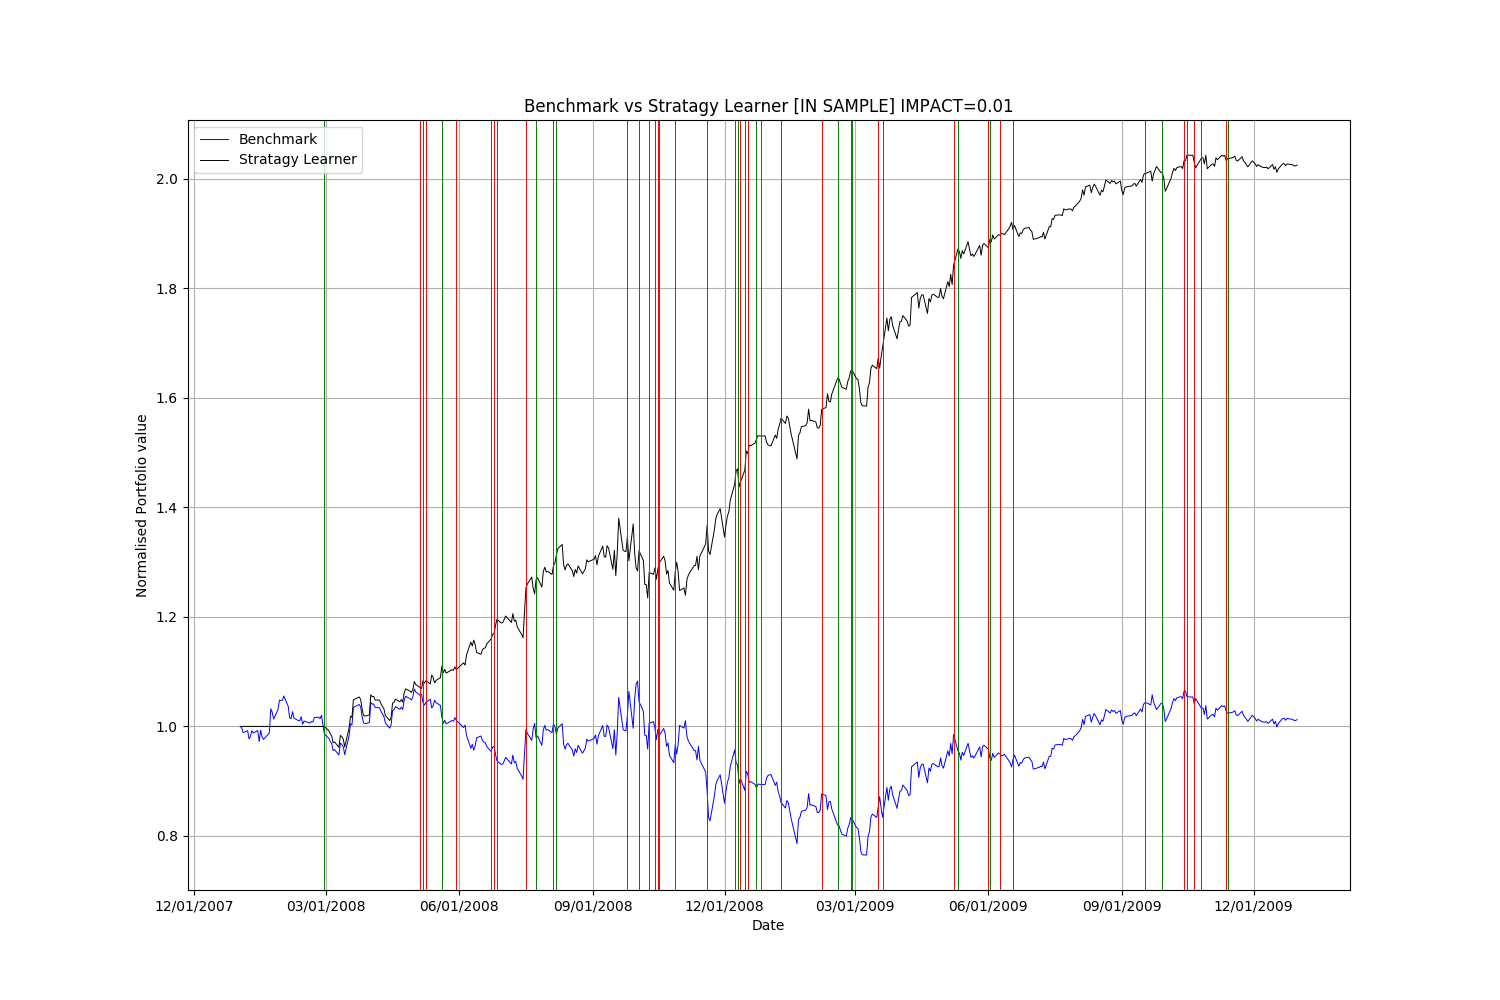 Benchmark vs Stratagy Learner [IN SAMPLE] IMPACT=0.01
Benchmark
Stratagy Learner
Normalised Portfolio value
2.0
1.8
1.6
1.4
1.2
1.0
0.8
12/01/2007 03/01/2008 06/01/2008 09/01/2008 12/01/2008 03/01/2009 06/01/2009 09/01/2009 12/01/2009
Date